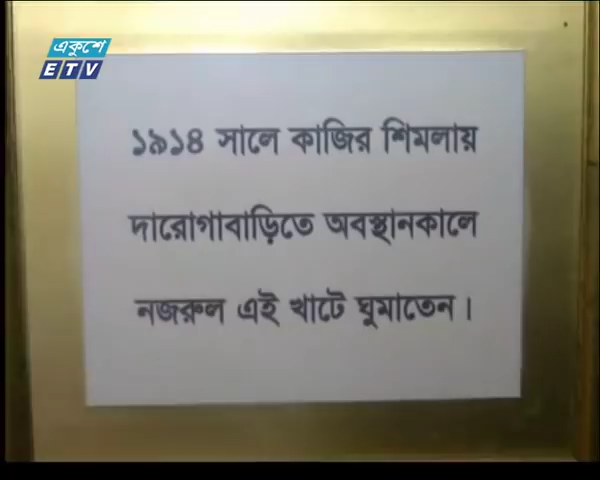 একুশে
ETV
১৯১৪ সালে কাজির শিমলায়
দারোগাবাড়িতে অবস্থানকালে
নজরুল এই খাটে ঘুমাতেন।